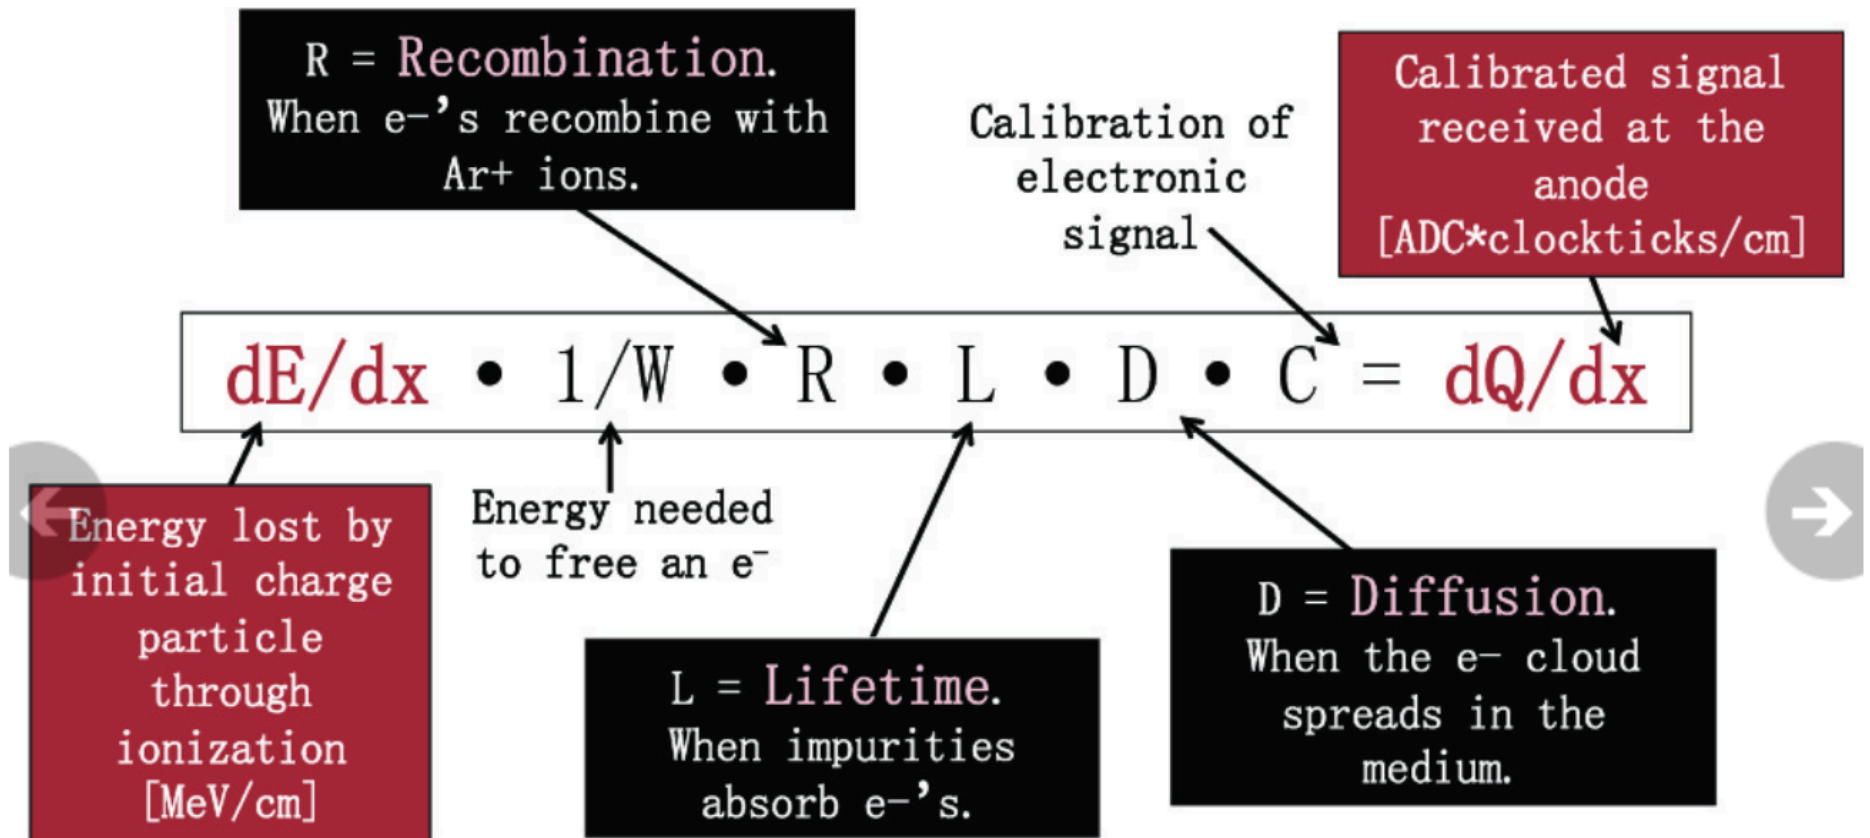 R = Recombination.
When e-’s recombine with
Ar+ ions.
Calibration of
electronic
signal
Calibrated signal
received at the
anode
[ADC*clockticks/cm]
dE/dx • 1/W • R • L • D • C = dQ/dx
Energy lost by
initial charge
particle
through
ionization
[MeV/cm]
Energy needed
to free an e⁻
L = Lifetime.
When impurities
absorb e-’s.
D = Diffusion.
When the e- cloud
spreads in the
medium.